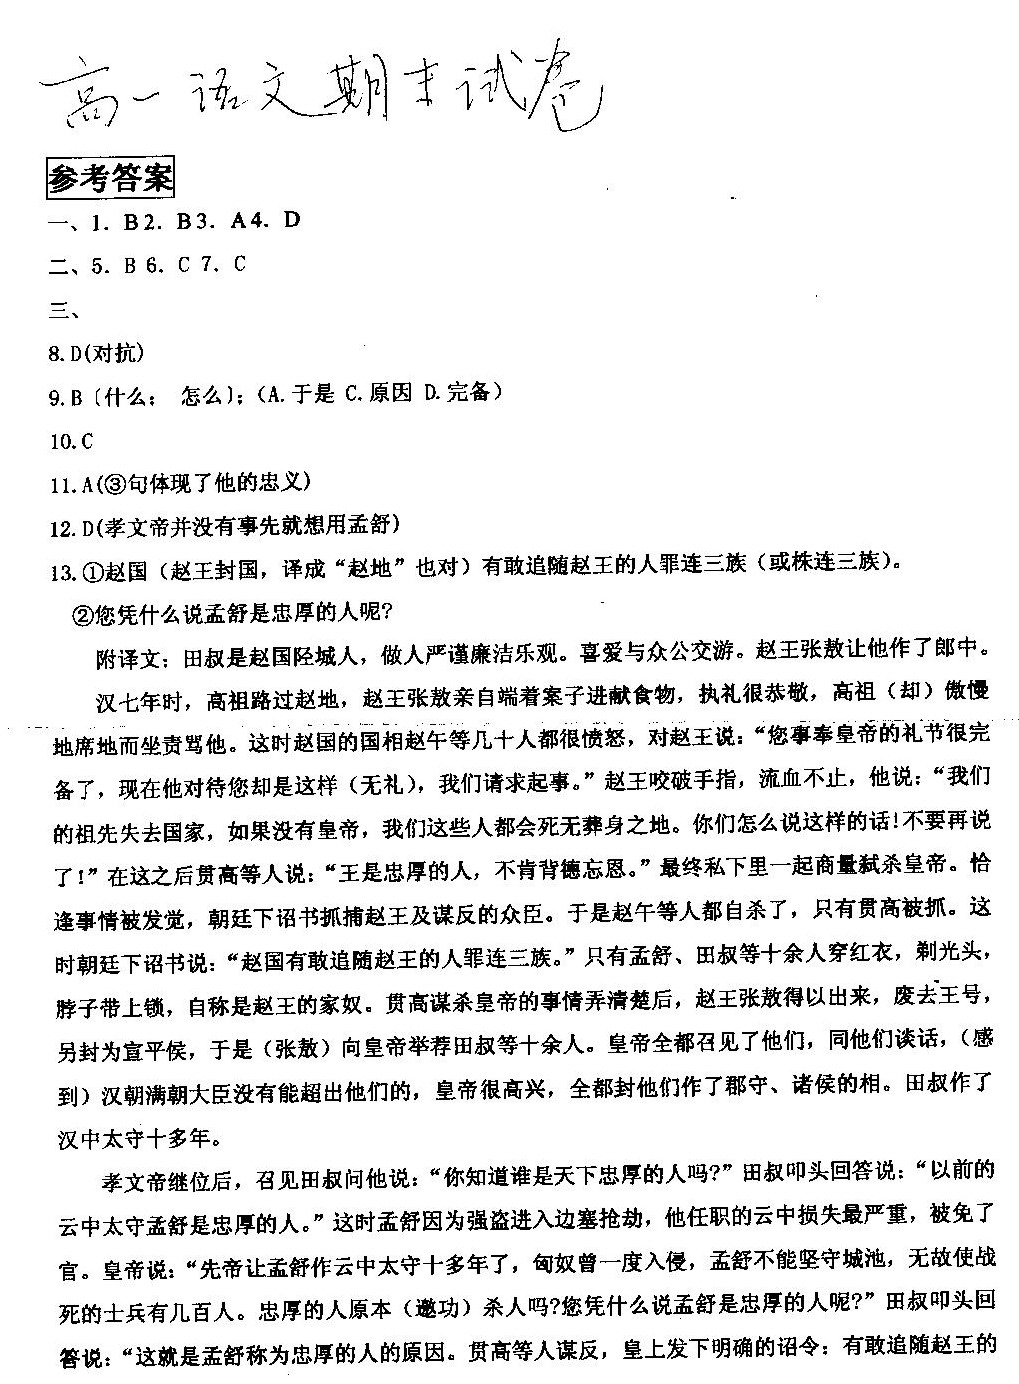 高一语文期末试卷
参考答案
一、1. B 2. B 3. A 4. D
二、5. B 6. C 7. C
三、
8.D(对抗)
9.B〔什么； 怎么〕；（A.于是 C.原因 D.完备）
10.C
11.A(③句体现了他的忠义)
12.D(孝文帝并没有事先就想用孟舒)
13.①赵国（赵王封国，译成“赵地”也对）有敢追随赵王的人罪连三族（或株连三族）。
②您凭什么说孟舒是忠厚的人呢?
附译文：田叔是赵国陉城人，做人严谨廉洁乐观。喜爱与众公交游。赵王张敖让他作了郎中。
汉七年时，高祖路过赵地，赵王张敖亲自端着案子进献食物，执礼很恭敬，高祖（却）傲慢
地席地而坐责骂他。这时赵国的国相赵午等几十人都很愤怒，对赵王说：“您事奉皇帝的礼节很完
备了，现在他对待您却是这样（无礼），我们请求起事。”赵王咬破手指，流血不止，他说：“我们
的祖先失去国家，如果没有皇帝，我们这些人都会死无葬身之地。你们怎么说这样的话!不要再说
了!”在这之后贯高等人说：“王是忠厚的人，不肯背德忘恩。”最终私下里一起商量弑杀皇帝。恰
逢事情被发觉，朝廷下诏书抓捕赵王及谋反的众臣。于是赵午等人都自杀了，只有贯高被抓。这
时朝廷下诏书说：“赵国有敢追随赵王的人罪连三族。”只有孟舒、田叔等十余人穿红衣，剃光头，
脖子带上锁，自称是赵王的家奴。贯高谋杀皇帝的事情弄清楚后，赵王张敖得以出来，废去王号，
另封为宣平侯，于是（张敖）向皇帝举荐田叔等十余人。皇帝全都召见了他们，同他们谈话，（感
到）汉朝满朝大臣没有能超出他们的，皇帝很高兴，全都封他们作了郡守、诸侯的相。田叔作了
汉中太守十多年。
孝文帝继位后，召见田叔问他说：“你知道谁是天下忠厚的人吗?”田叔叩头回答说：“以前的
云中太守孟舒是忠厚的人。”这时孟舒因为强盗进入边塞抢劫，他任职的云中损失最严重，被免了
官。皇帝说：“先帝让孟舒作云中太守十多年了，匈奴曾一度入侵，孟舒不能坚守城池，无故使战
死的士兵有几百人。忠厚的人原本（邀功）杀人吗?您凭什么说孟舒是忠厚的人呢?”田叔叩头回
答说：“这就是孟舒称为忠厚的人的原因。贯高等人谋反，皇上发下明确的诏令：有敢追随赵王的